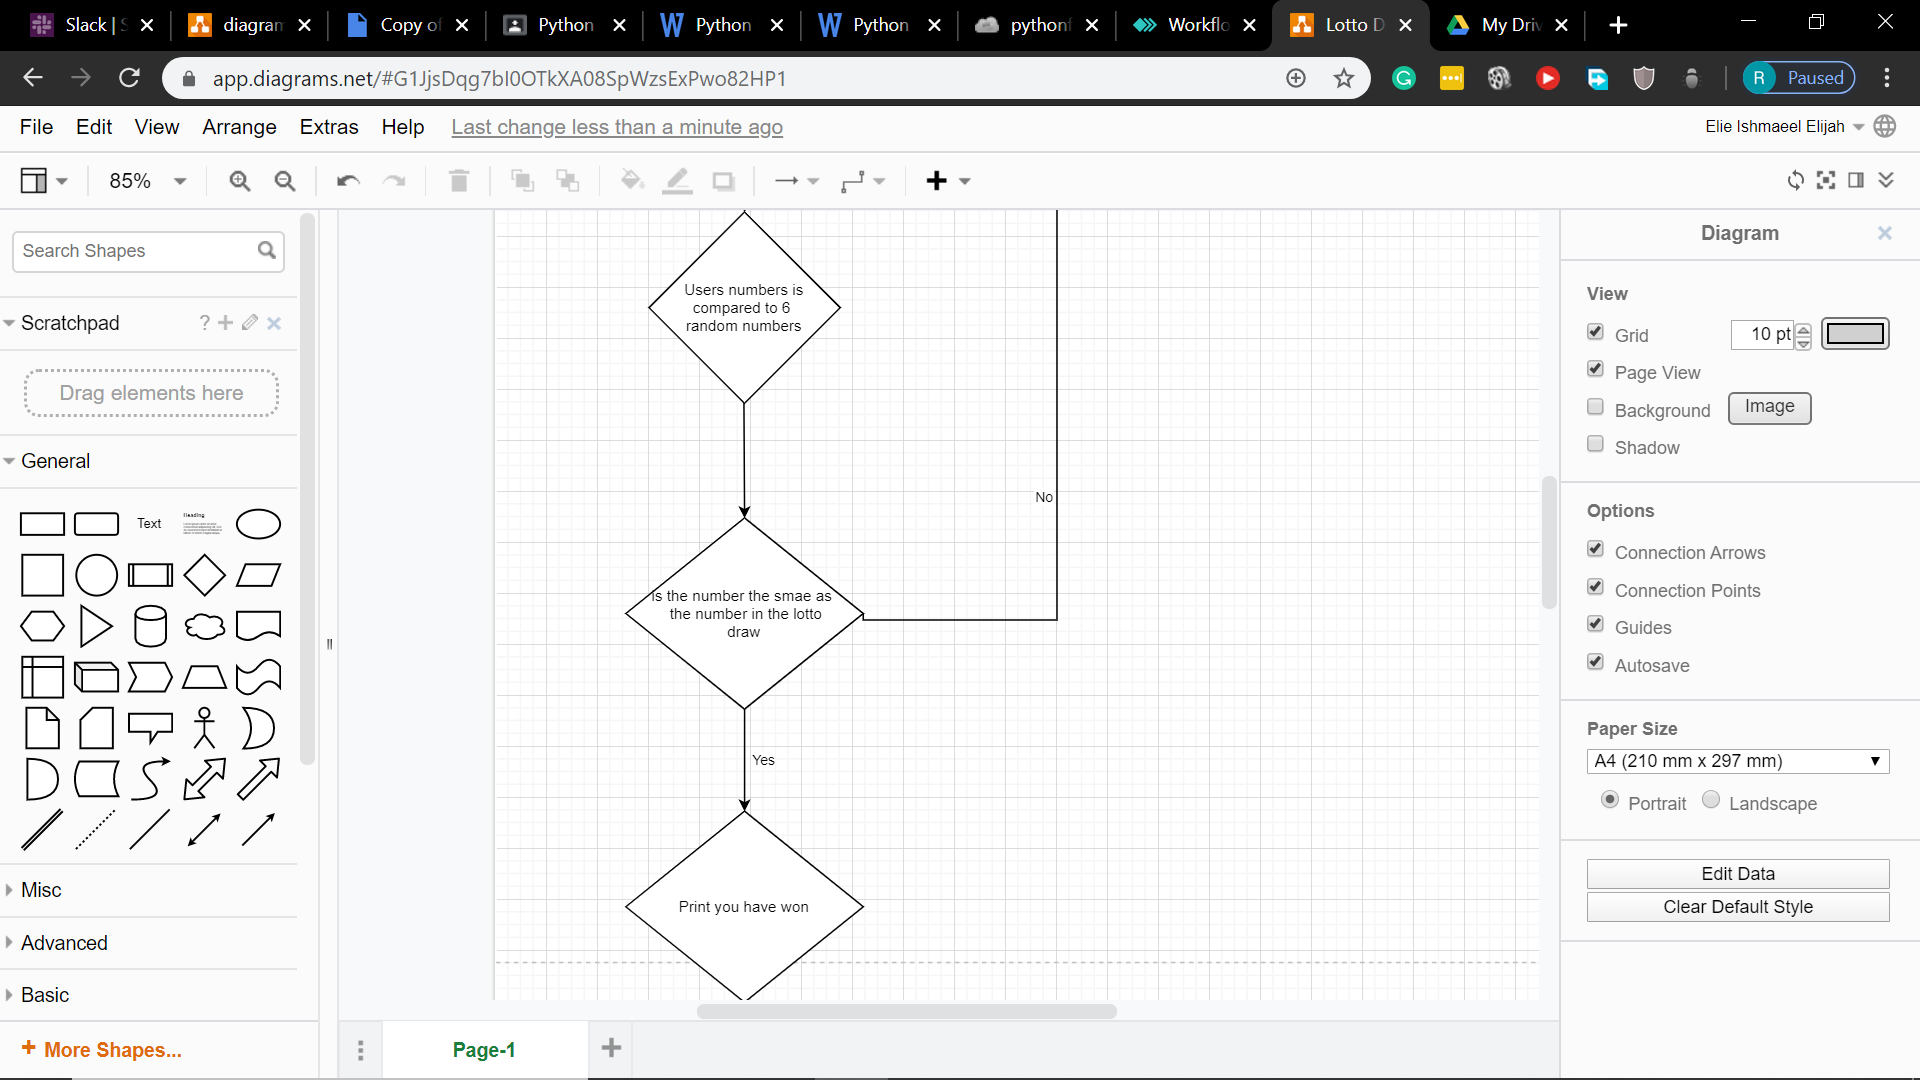 Slack | S
diagram
Copy of
Python
Python
Python
pythonf
Workflo
Lotto D
My Driv
app.diagrams.net/#G1JjsDqg7bI0OTkXA08SpWzsExPwo82HP1
G
R Paused
File Edit View Arrange Extras Help Last change less than a minute ago
Elie Ishmaeel Elijah
85%
Search Shapes
Scratchpad
?
Drag elements here
General
Text
Heading
Misc
Advanced
Basic
+ More Shapes...
Users numbers is
compared to 6
random numbers
No
Is the number the smae as
the number in the lotto
draw
Yes
Print you have won
Page-1
Diagram
View
Grid
10 pt
Page View
Background
Image
Shadow
Options
Connection Arrows
Connection Points
Guides
Autosave
Paper Size
A4 (210 mm x 297 mm)
Portrait
Landscape
Edit Data
Clear Default Style